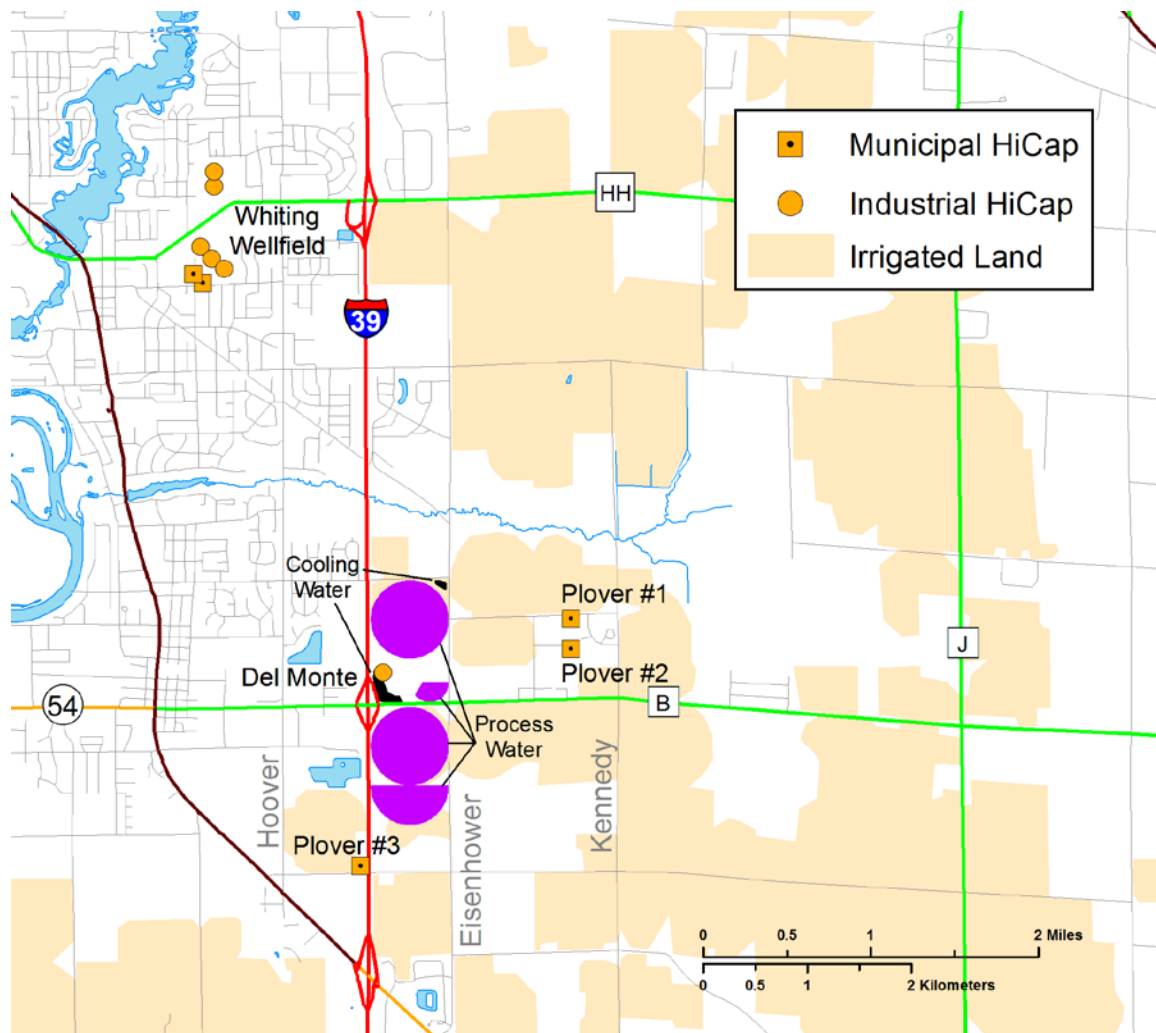 Municipal HiCap
Industrial HiCap
Irrigated Land
HH
Whiting
Wellfield
39
Cooling
Water
Plover #1
Plover #2
Del Monte
J
54
B
Process
Water
Hoover
Eisenhower
Kennedy
Plover #3
0 0.5 1 2 Miles
0 0.5 1 2 Kilometers